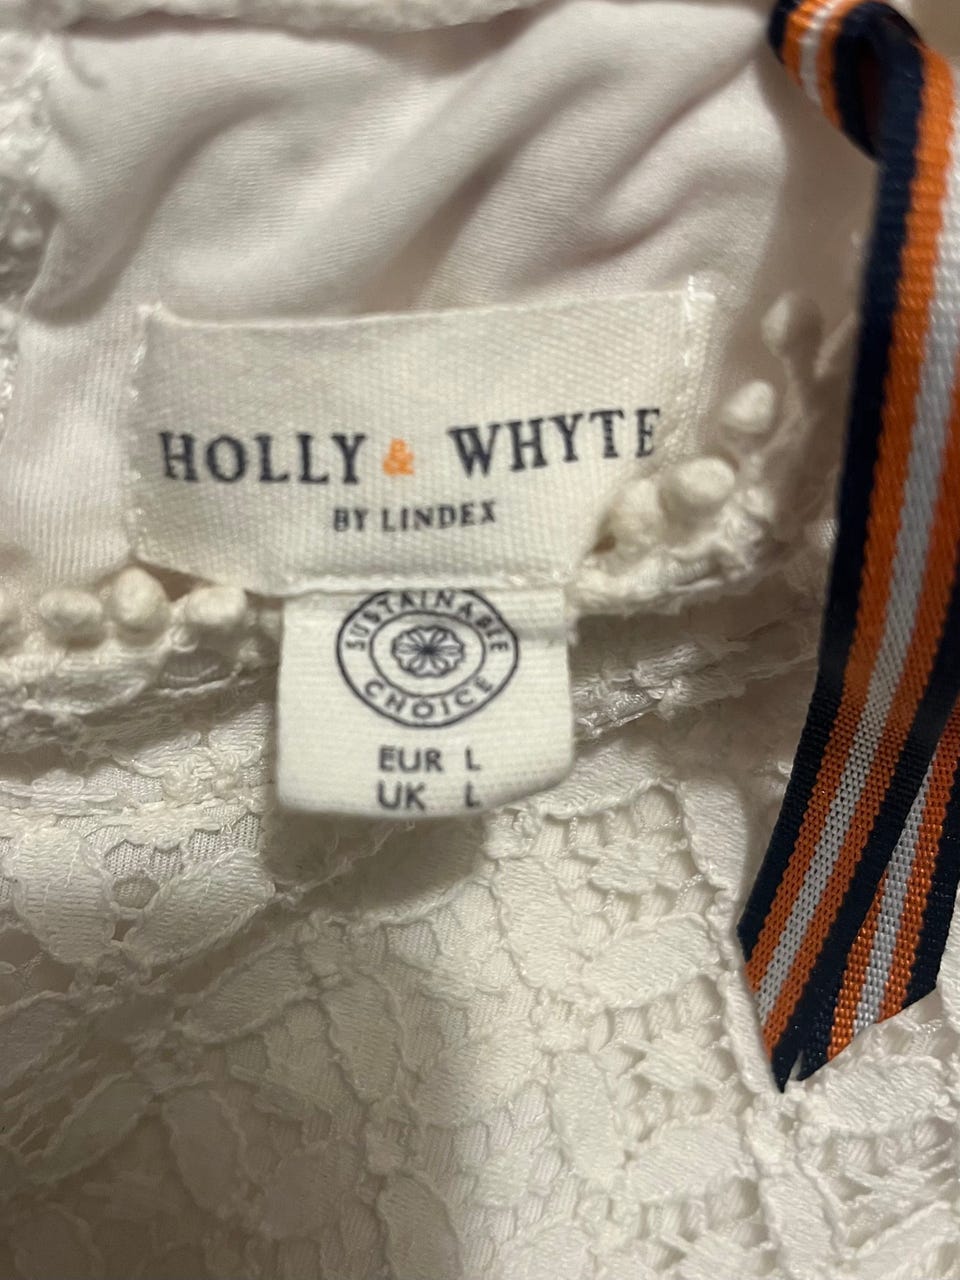 HOLLY & WHYTE
BY LINDEX
SUSTAINABLE
CHOICE
EUR L
UK L